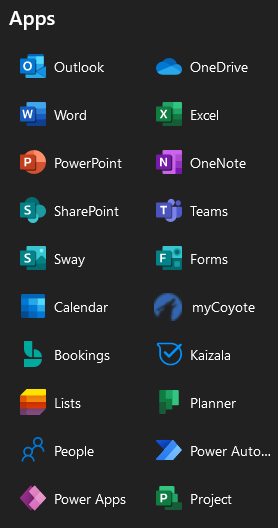 Apps
Outlook OneDrive
Word Excel
PowerPoint OneNote
SharePoint Teams
Sway Forms
Calendar myCoyote
Bookings Kaizala
Lists Planner
People Power Auto...
Power Apps Project